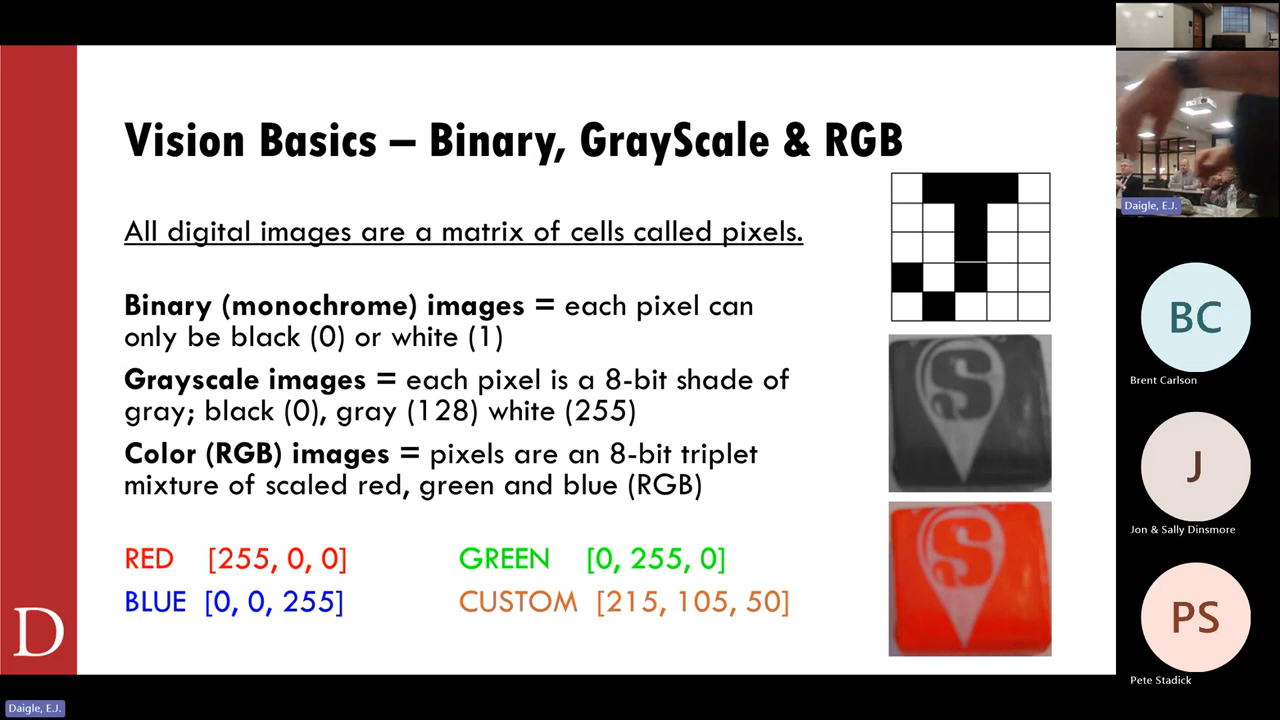 Vision Basics – Binary, GrayScale & RGB
All digital images are a matrix of cells called pixels.
Binary (monochrome) images = each pixel can
only be black (0) or white (1)
Grayscale images = each pixel is a 8-bit shade of
gray; black (0), gray (128) white (255)
Color (RGB) images = pixels are an 8-bit triplet
mixture of scaled red, green and blue (RGB)
RED [255, 0, 0] GREEN [0, 255, 0]
BLUE [0, 0, 255] CUSTOM [215, 105, 50]
S
S
D
Daigle, E.J.
Daigle, E.J.
BC
Brent Carlson
J
Jon & Sally Dinsmore
PS
Pete Stadick